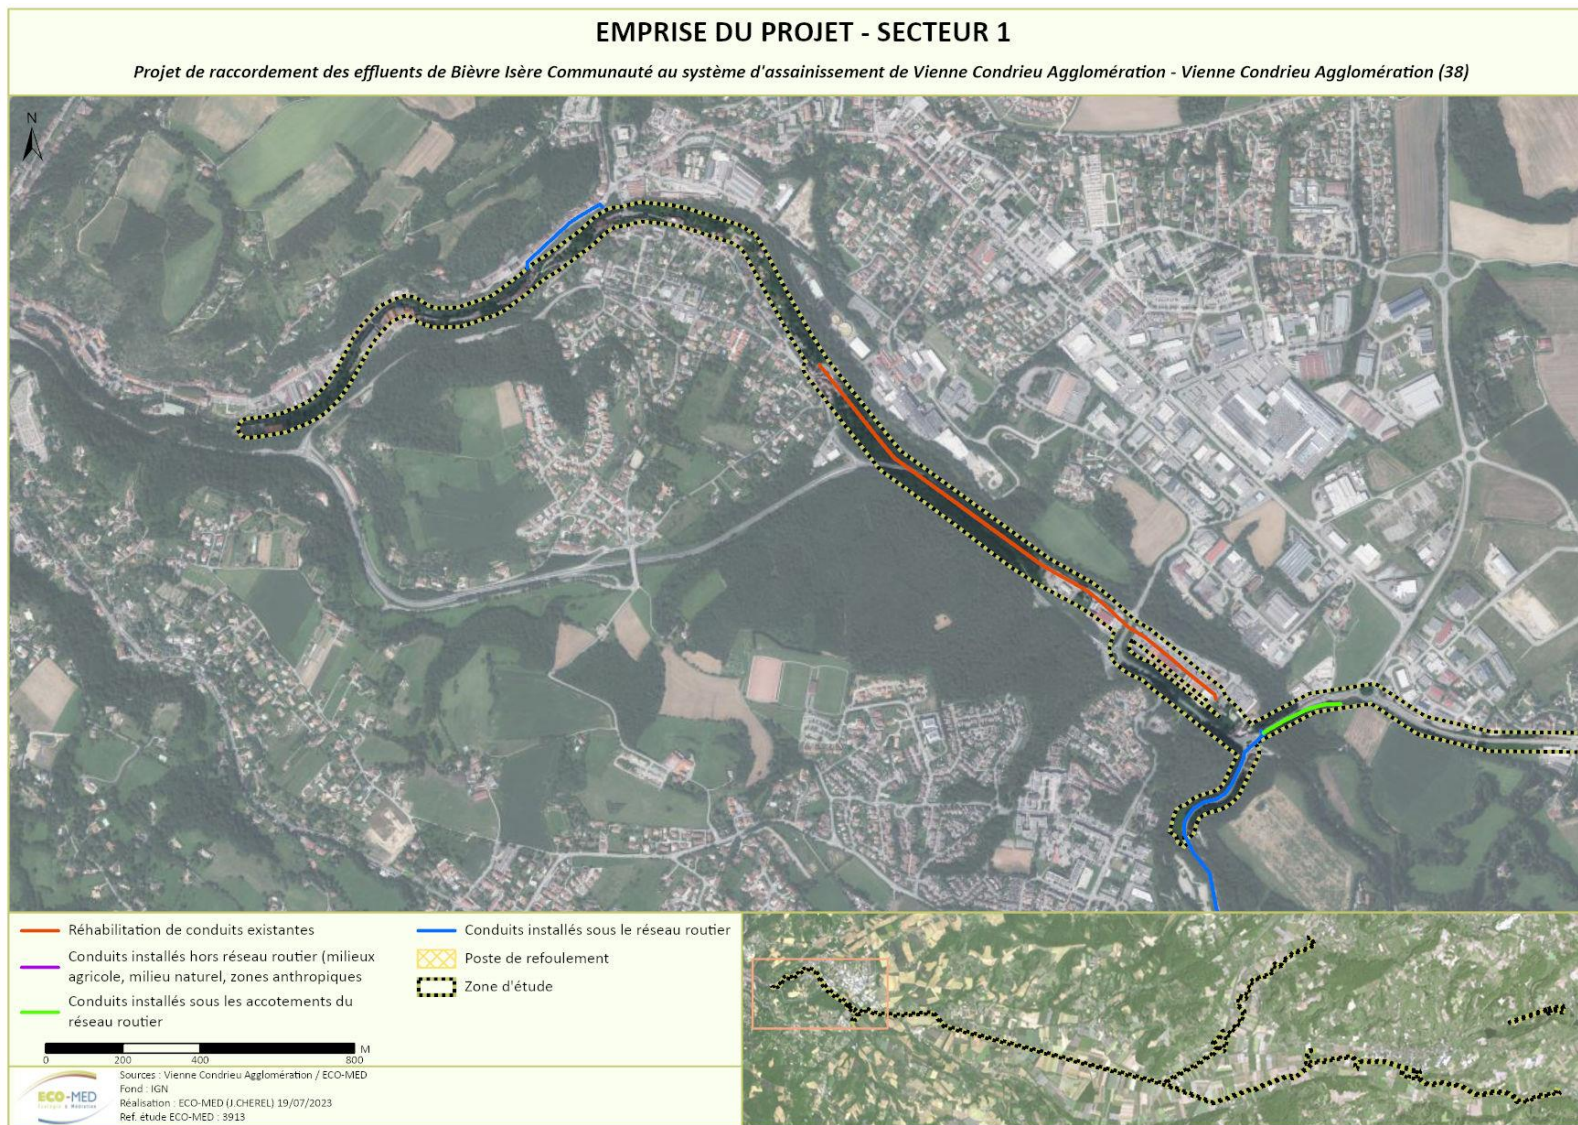 EMPRISE DU PROJET - SECTEUR 1
Projet de raccordement des effluents de Bièvre Isère Communauté au système d'assainissement de Vienne Condrieu Agglomération - Vienne Condrieu Agglomération (38)
N
Réhabilitation de conduits existantes
Conduits installés hors réseau routier (milieux
agricole, milieu naturel, zones anthropiques
Conduits installés sous les accotements du
réseau routier
Conduits installés sous le réseau routier
Poste de refoulement
Zone d'étude
M
0 200 400 800
ECO-MED
Ecologie & Médiation
Sources : Vienne Condrieu Agglomération / ECO-MED
Fond : IGN
Réalisation : ECO-MED (J.CHEREL) 19/07/2023
Ref. étude ECO-MED : 3913